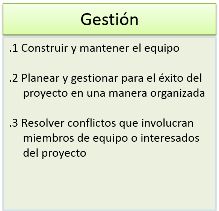 Gestión
.1 Construir y mantener el equipo
.2 Planear y gestionar para el éxito del
proyecto en una manera organizada
.3 Resolver conflictos que involucran
miembros de equipo o interesados
del proyecto